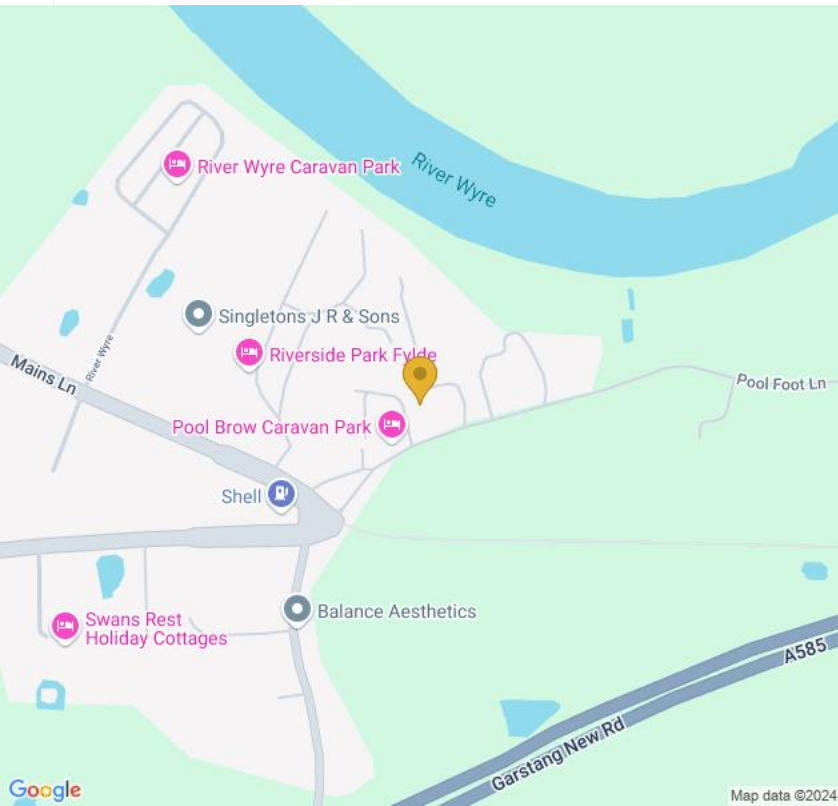 River Wyre Caravan Park
River Wyre
Singletons J R & Sons
River Wyre
Riverside Park Fylde
Mains Ln
Pool Foot Ln
Pool Brow Caravan Park
Shell
Balance Aesthetics
Swans Rest
Holiday Cottages
A585
Garstang New Rd
Google
Map data ©2024